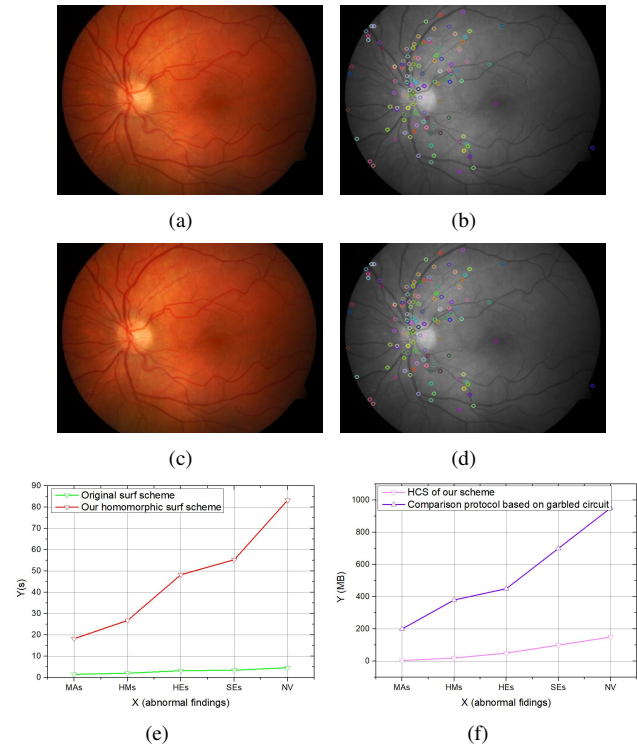 (a)
(b)
(c)
(d)
90
80
70
60
50
40
30
20
10
0
Y(s)
Original surf scheme
Our homomorphic surf scheme
MAs
HMs
HEs
SEs
NV
X (abnormal findings)
(e)
1000
800
600
400
200
0
Y (MB)
HCS of our scheme
Comparison protocol based on garbled circuit
MAs
HMs
HEs
SEs
NV
X (abnormal fidings)
(f)